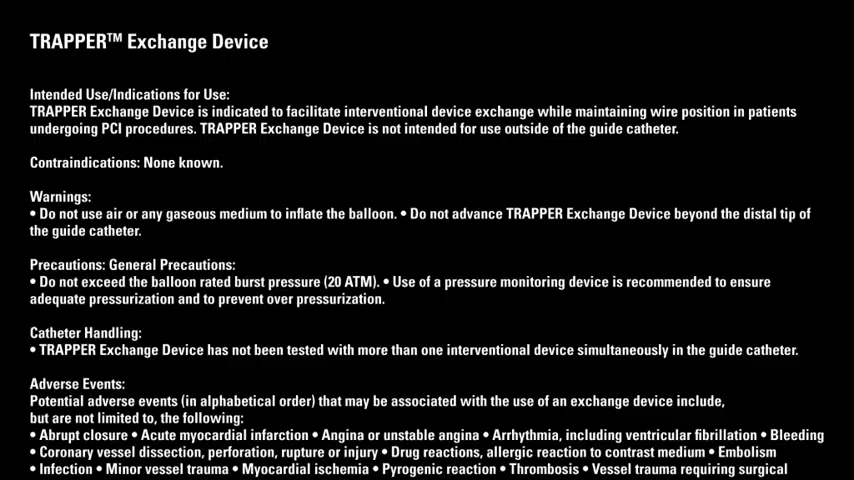 TRAPPER™ Exchange Device
Intended Use/Indications for Use:
TRAPPER Exchange Device is indicated to facilitate interventional device exchange while maintaining wire position in patients
undergoing PCI procedures. TRAPPER Exchange Device is not intended for use outside of the guide catheter.
Contraindications: None known.
Warnings:
• Do not use air or any gaseous medium to inflate the balloon. • Do not advance TRAPPER Exchange Device beyond the distal tip of
the guide catheter.
Precautions: General Precautions:
• Do not exceed the balloon rated burst pressure (20 ATM). • Use of a pressure monitoring device is recommended to ensure
adequate pressurization and to prevent over pressurization.
Catheter Handling:
• TRAPPER Exchange Device has not been tested with more than one interventional device simultaneously in the guide catheter.
Adverse Events:
Potential adverse events (in alphabetical order) that may be associated with the use of an exchange device include,
but are not limited to, the following:
• Abrupt closure • Acute myocardial infarction • Angina or unstable angina • Arrhythmia, including ventricular fibrillation • Bleeding
• Coronary vessel dissection, perforation, rupture or injury • Drug reactions, allergic reaction to contrast medium • Embolism
• Infection • Minor vessel trauma • Myocardial ischemia • Pyrogenic reaction • Thrombosis • Vessel trauma requiring surgical